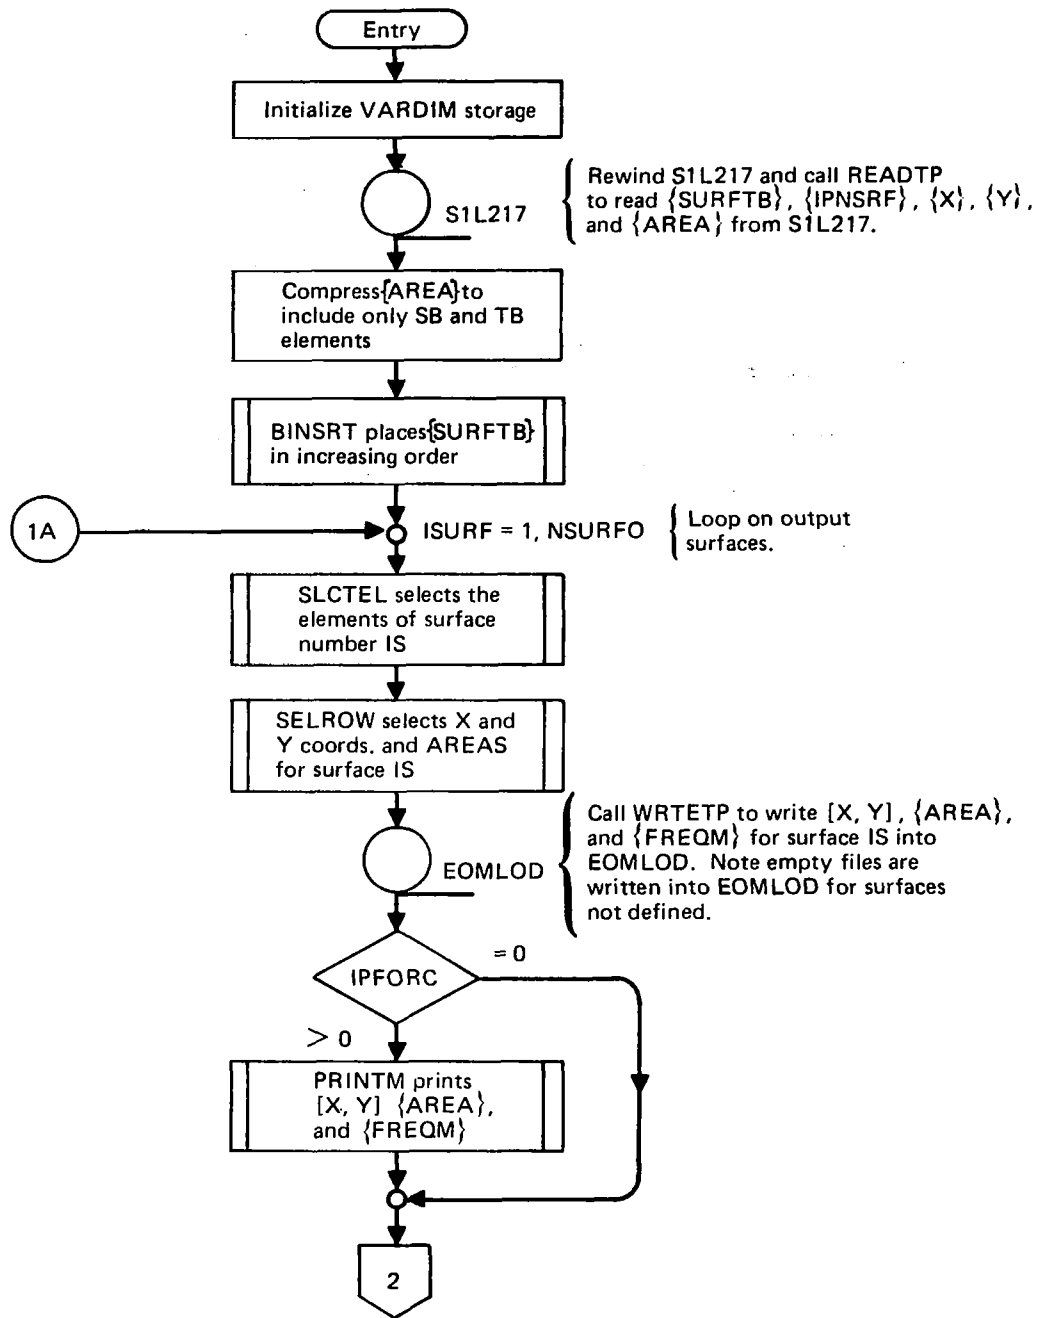 Entry
Initialize VARDIM storage
S1L217
Rewind S1L217 and call READTP
to read {SURFTB}, {IPNSRF}, {X}, {Y},
and {AREA} from S1L217.
Compress{AREA}to
include only SB and TB
elements
BINSRT places{SURFTB}
in increasing order
1A
ISURF = 1, NSURFO
Loop on output
surfaces.
SLCTEL selects the
elements of surface
number IS
SELROW selects X and
Y coords. and AREAS
for surface IS
EOMLOD
Call WRTETP to write [X, Y], {AREA},
and {FREQM} for surface IS into
EOMLOD. Note empty files are
written into EOMLOD for surfaces
not defined.
IPFORC
= 0
> 0
PRINTM prints
[X, Y] {AREA},
and {FREQM}
2